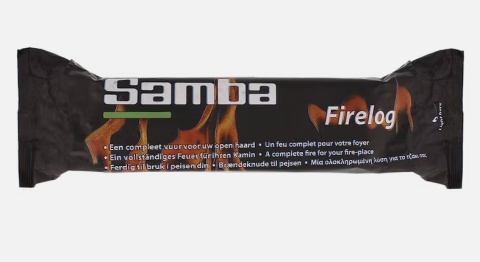 Samba
Firelog
• Een compleet vuur voor uw open haard • Un feu complet pour votre foyer
• Ein vollständiges Feuer für Ihren Kamin • A complete fire for your fire-place
• Ferdig til bruk i peisen din • Brændeknude til pejsen • Μία ολοκληρωμένη λύση για το τζάκι σας